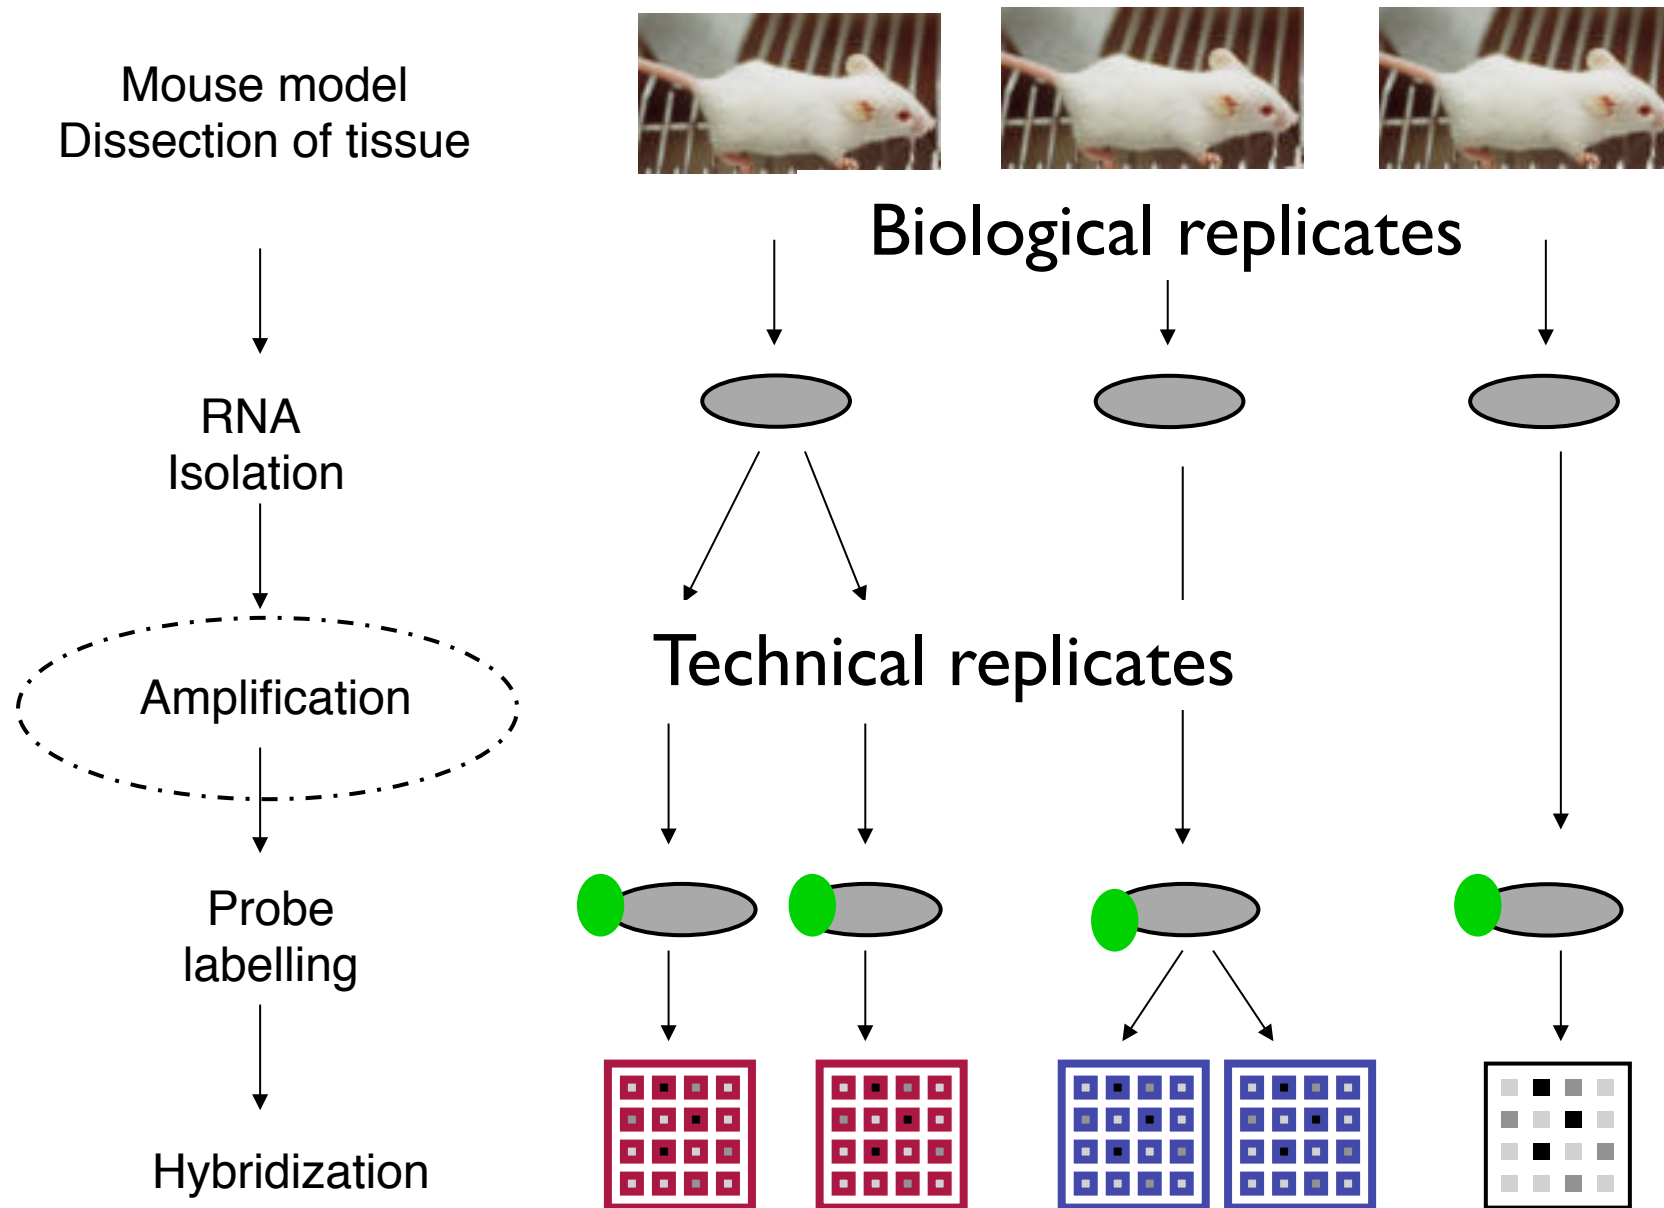 Mouse model
Dissection of tissue
Biological replicates
RNA
Isolation
Technical replicates
Amplification
Probe
labelling
Hybridization